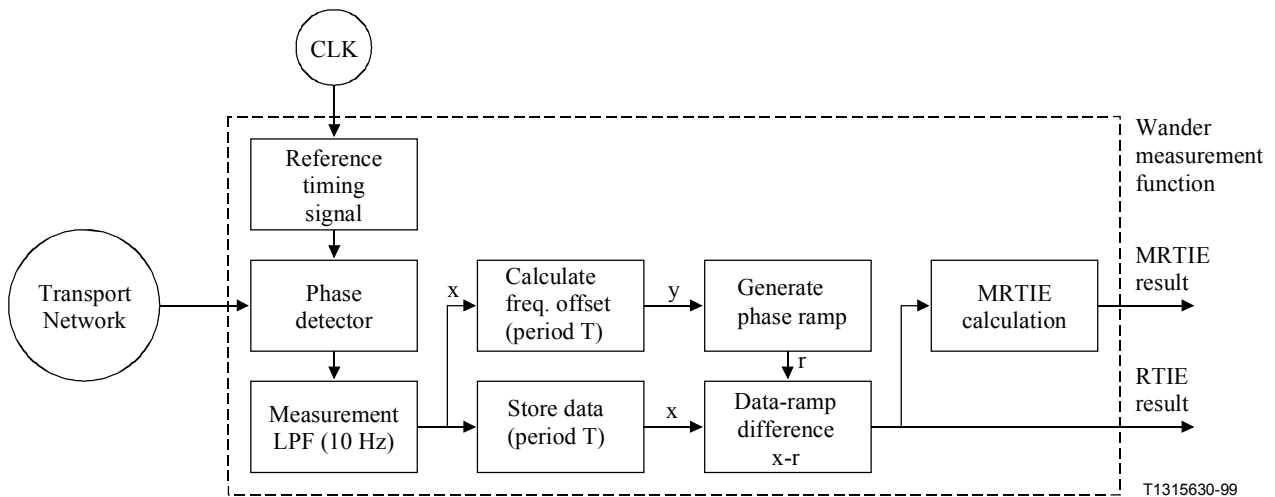 CLK
Wander
measurement
function
Reference
timing
signal
Transport
Network
Phase
detector
x
Calculate
freq. offset
(period T)
y
Generate
phase ramp
MRTIE
calculation
MRTIE
result
r
Measurement
LPF (10 Hz)
Store data
(period T)
x
Data-ramp
difference
x-r
RTIE
result
T1315630-99